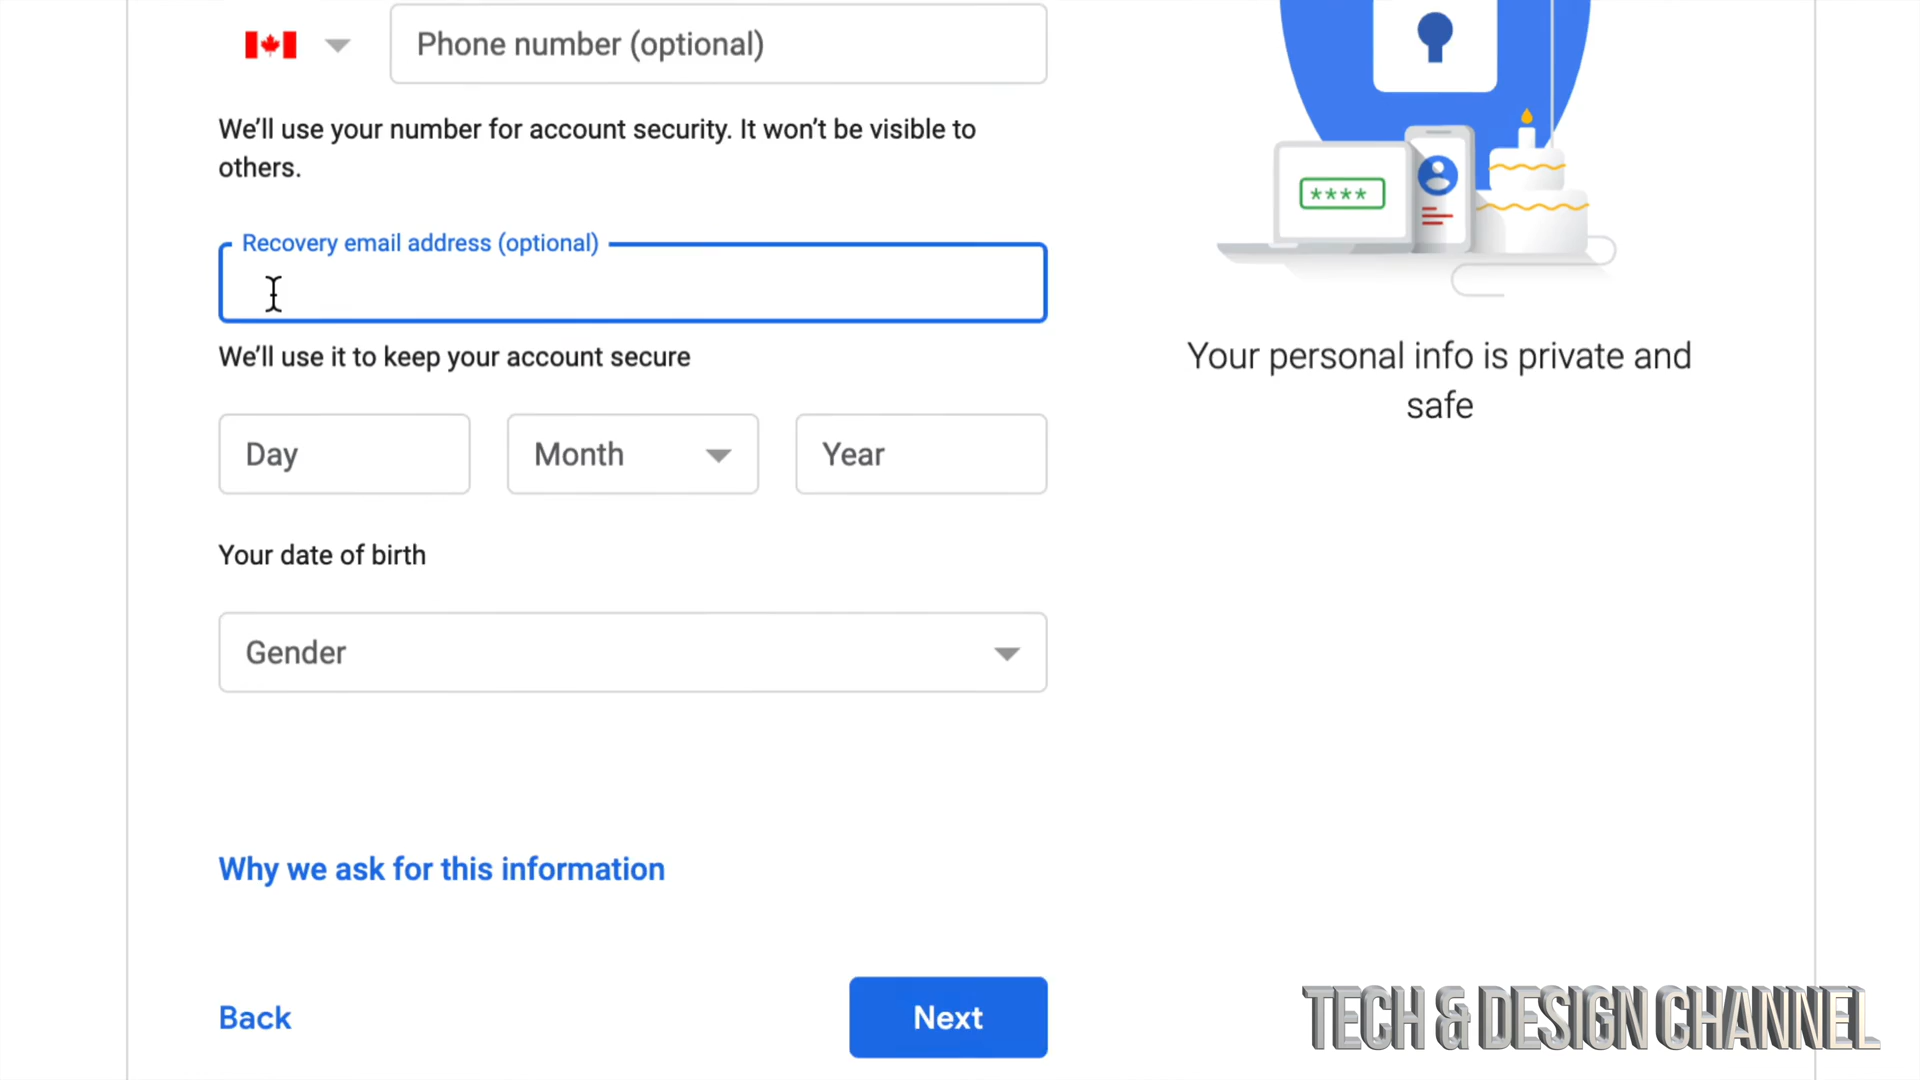 Phone number (optional)
We’ll use your number for account security. It won’t be visible to
others.
Recovery email address (optional)
We’ll use it to keep your account secure
Day
Month
Year
Your date of birth
Gender
Why we ask for this information
Back
Next
****
Your personal info is private and
safe
TECH & DESIGN CHANNEL